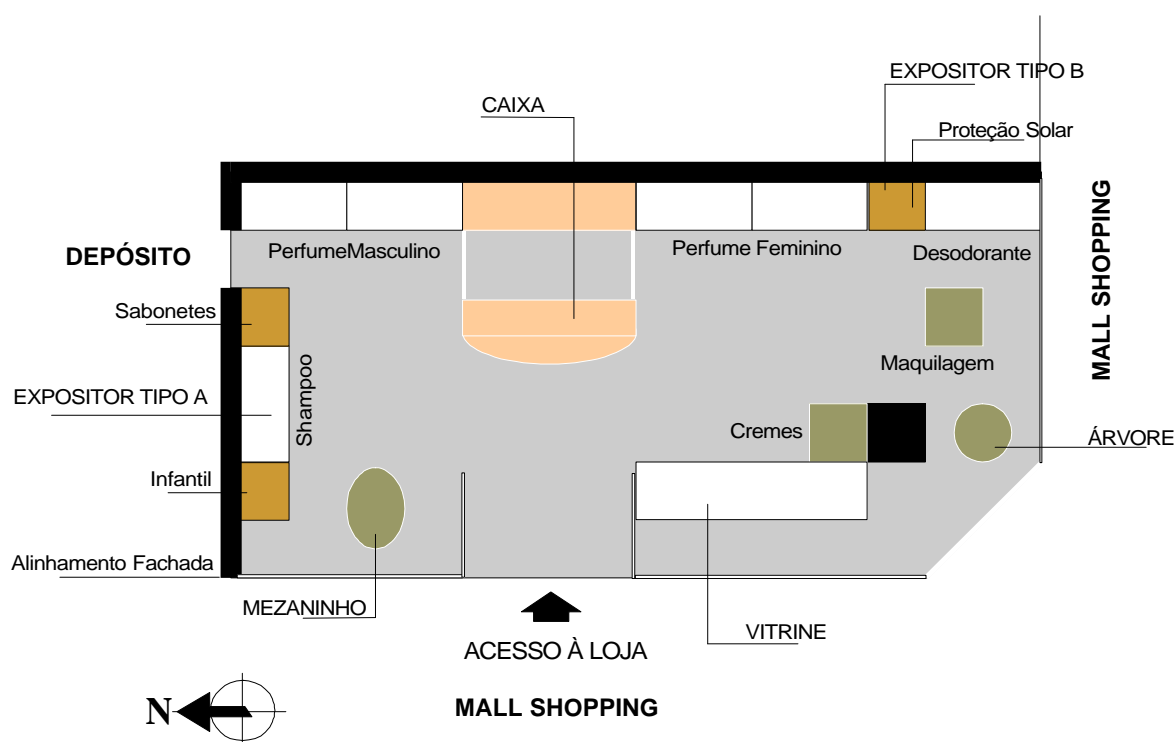 EXPOSITOR TIPO B
CAIXA
Proteção Solar
MALL SHOPPING
DEPÓSITO
PerfumeMasculino
Perfume Feminino
Desodorante
Sabonetes
Maquilagem
EXPOSITOR TIPO A
Shampoo
Cremes
ÁRVORE
Infantil
Alinhamento Fachada
MEZANINHO
VITRINE
ACESSO À LOJA
N
MALL SHOPPING